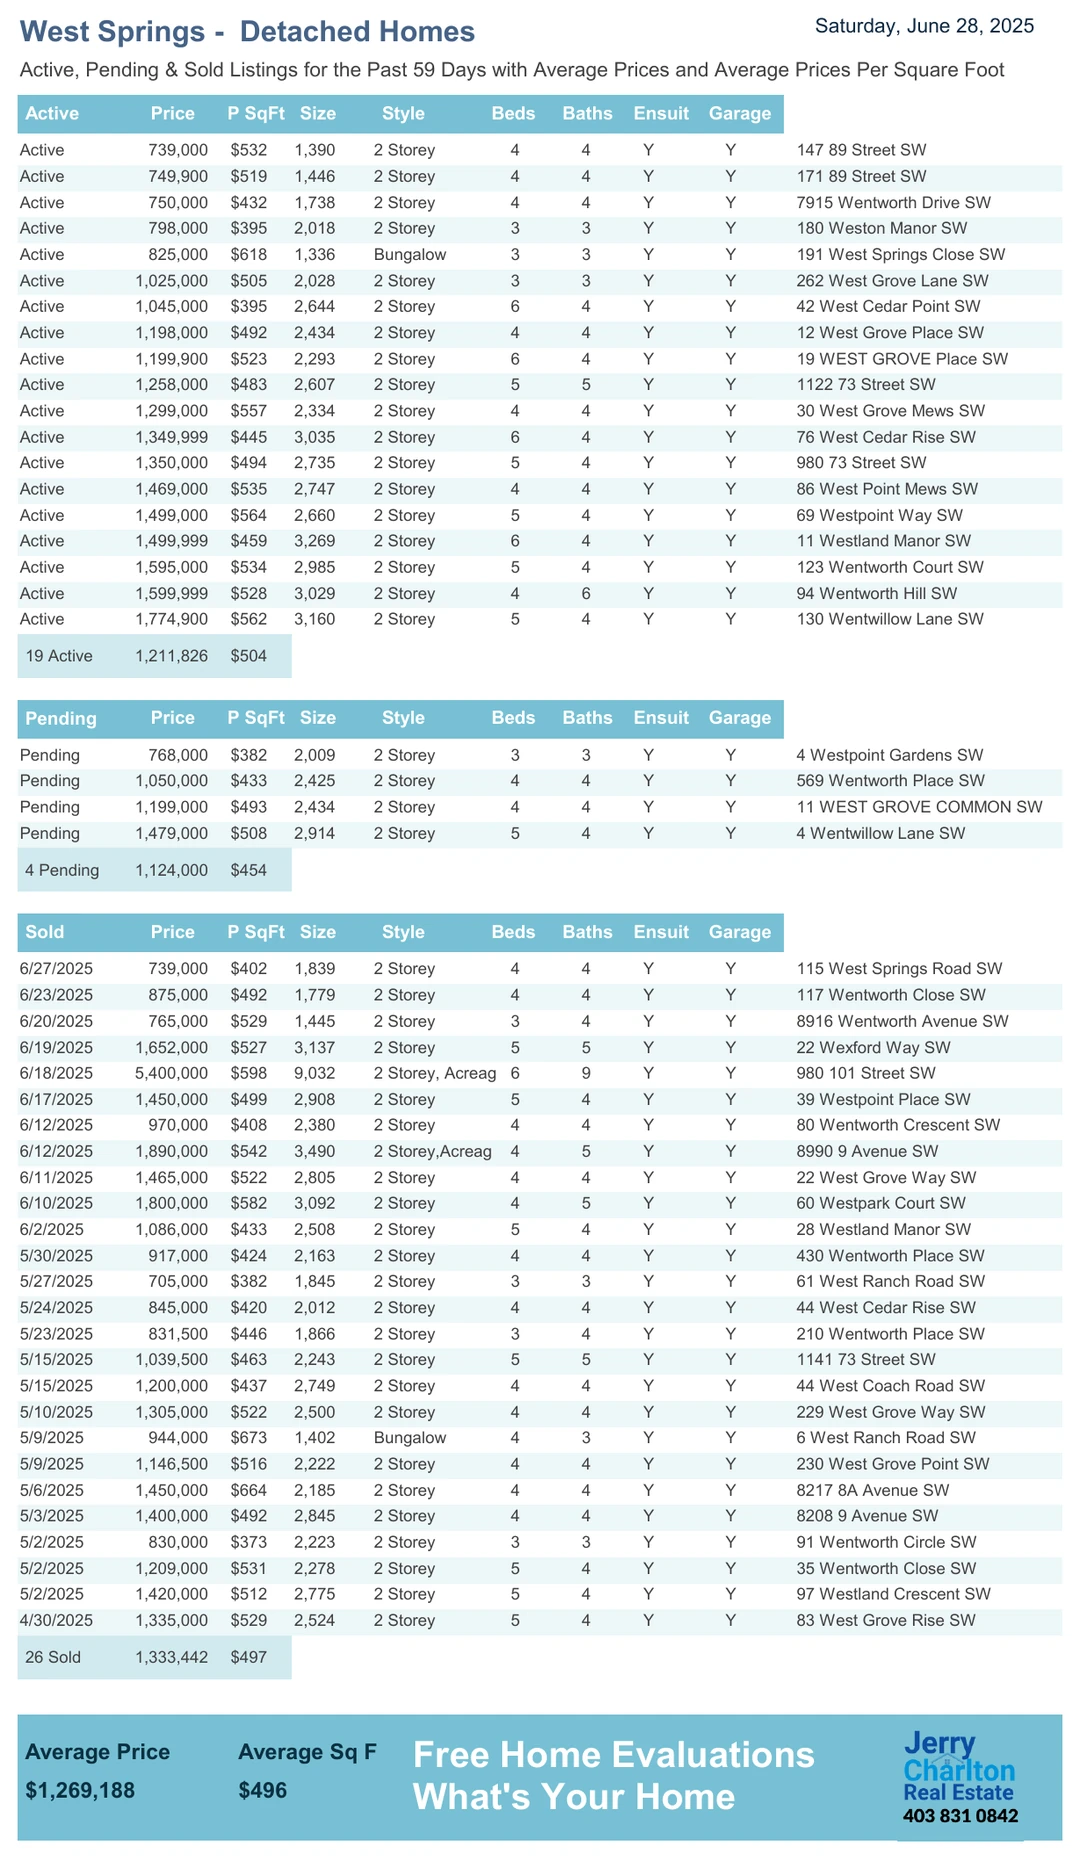 West Springs - Detached Homes
Saturday, June 28, 2025
Active, Pending & Sold Listings for the Past 59 Days with Average Prices and Average Prices Per Square Foot
Active Price P SqFt Size Style Beds Baths Ensuit Garage
Active 739,000 $532 1,390 2 Storey 4 4 Y Y 147 89 Street SW
Active 749,900 $519 1,446 2 Storey 4 4 Y Y 171 89 Street SW
Active 750,000 $432 1,738 2 Storey 4 4 Y Y 7915 Wentworth Drive SW
Active 798,000 $395 2,018 2 Storey 3 3 Y Y 180 Weston Manor SW
Active 825,000 $618 1,336 Bungalow 3 3 Y Y 191 West Springs Close SW
Active 1,025,000 $505 2,028 2 Storey 3 3 Y Y 262 West Grove Lane SW
Active 1,045,000 $395 2,644 2 Storey 6 4 Y Y 42 West Cedar Point SW
Active 1,198,000 $492 2,434 2 Storey 4 4 Y Y 12 West Grove Place SW
Active 1,199,900 $523 2,293 2 Storey 6 4 Y Y 19 WEST GROVE Place SW
Active 1,258,000 $483 2,607 2 Storey 5 5 Y Y 1122 73 Street SW
Active 1,299,000 $557 2,334 2 Storey 4 4 Y Y 30 West Grove Mews SW
Active 1,349,999 $445 3,035 2 Storey 6 4 Y Y 76 West Cedar Rise SW
Active 1,350,000 $494 2,735 2 Storey 5 4 Y Y 980 73 Street SW
Active 1,469,000 $535 2,747 2 Storey 4 4 Y Y 86 West Point Mews SW
Active 1,499,000 $564 2,660 2 Storey 5 4 Y Y 69 Westpoint Way SW
Active 1,499,999 $459 3,269 2 Storey 6 4 Y Y 11 Westland Manor SW
Active 1,595,000 $534 2,985 2 Storey 5 4 Y Y 123 Wentworth Court SW
Active 1,599,999 $528 3,029 2 Storey 4 6 Y Y 94 Wentworth Hill SW
Active 1,774,900 $562 3,160 2 Storey 5 4 Y Y 130 Wentwillow Lane SW
19 Active 1,211,826 $504
Pending Price P SqFt Size Style Beds Baths Ensuit Garage
Pending 768,000 $382 2,009 2 Storey 3 3 Y Y 4 Westpoint Gardens SW
Pending 1,050,000 $433 2,425 2 Storey 4 4 Y Y 569 Wentworth Place SW
Pending 1,199,000 $493 2,434 2 Storey 4 4 Y Y 11 WEST GROVE COMMON SW
Pending 1,479,000 $508 2,914 2 Storey 5 4 Y Y 4 Wentwillow Lane SW
4 Pending 1,124,000 $454
Sold Price P SqFt Size Style Beds Baths Ensuit Garage
6/27/2025 739,000 $402 1,839 2 Storey 4 4 Y Y 115 West Springs Road SW
6/23/2025 875,000 $492 1,779 2 Storey 4 4 Y Y 117 Wentworth Close SW
6/20/2025 765,000 $529 1,445 2 Storey 3 4 Y Y 8916 Wentworth Avenue SW
6/19/2025 1,652,000 $527 3,137 2 Storey 5 5 Y Y 22 Wexford Way SW
6/18/2025 5,400,000 $598 9,032 2 Storey, Acreag 6 9 Y Y 980 101 Street SW
6/17/2025 1,450,000 $499 2,908 2 Storey 5 4 Y Y 39 Westpoint Place SW
6/12/2025 970,000 $408 2,380 2 Storey 4 4 Y Y 80 Wentworth Crescent SW
6/12/2025 1,890,000 $542 3,490 2 Storey,Acreag 4 5 Y Y 8990 9 Avenue SW
6/11/2025 1,465,000 $522 2,805 2 Storey 4 4 Y Y 22 West Grove Way SW
6/10/2025 1,800,000 $582 3,092 2 Storey 4 5 Y Y 60 Westpark Court SW
6/2/2025 1,086,000 $433 2,508 2 Storey 5 4 Y Y 28 Westland Manor SW
5/30/2025 917,000 $424 2,163 2 Storey 4 4 Y Y 430 Wentworth Place SW
5/27/2025 705,000 $382 1,845 2 Storey 3 3 Y Y 61 West Ranch Road SW
5/24/2025 845,000 $420 2,012 2 Storey 4 4 Y Y 44 West Cedar Rise SW
5/23/2025 831,500 $446 1,866 2 Storey 3 4 Y Y 210 Wentworth Place SW
5/15/2025 1,039,500 $463 2,243 2 Storey 5 5 Y Y 1141 73 Street SW
5/15/2025 1,200,000 $437 2,749 2 Storey 4 4 Y Y 44 West Coach Road SW
5/10/2025 1,305,000 $522 2,500 2 Storey 4 4 Y Y 229 West Grove Way SW
5/9/2025 944,000 $673 1,402 Bungalow 4 3 Y Y 6 West Ranch Road SW
5/9/2025 1,146,500 $516 2,222 2 Storey 4 4 Y Y 230 West Grove Point SW
5/6/2025 1,450,000 $664 2,185 2 Storey 4 4 Y Y 8217 8A Avenue SW
5/3/2025 1,400,000 $492 2,845 2 Storey 4 4 Y Y 8208 9 Avenue SW
5/2/2025 830,000 $373 2,223 2 Storey 3 3 Y Y 91 Wentworth Circle SW
5/2/2025 1,209,000 $531 2,278 2 Storey 5 4 Y Y 35 Wentworth Close SW
5/2/2025 1,420,000 $512 2,775 2 Storey 5 4 Y Y 97 Westland Crescent SW
4/30/2025 1,335,000 $529 2,524 2 Storey 5 4 Y Y 83 West Grove Rise SW
26 Sold 1,333,442 $497
Average Price Average Sq F
$1,269,188 $496
Free Home Evaluations
What's Your Home
Jerry
Charlton
Real Estate
403 831 0842